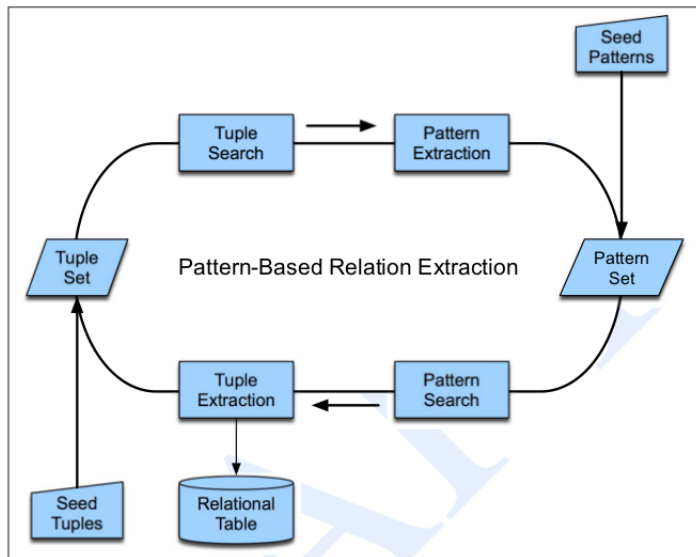 Seed
Patterns
Tuple
Search
Pattern
Extraction
Tuple
Set
Pattern-Based Relation Extraction
Pattern
Set
Tuple
Extraction
Pattern
Search
Seed
Tuples
Relational
Table